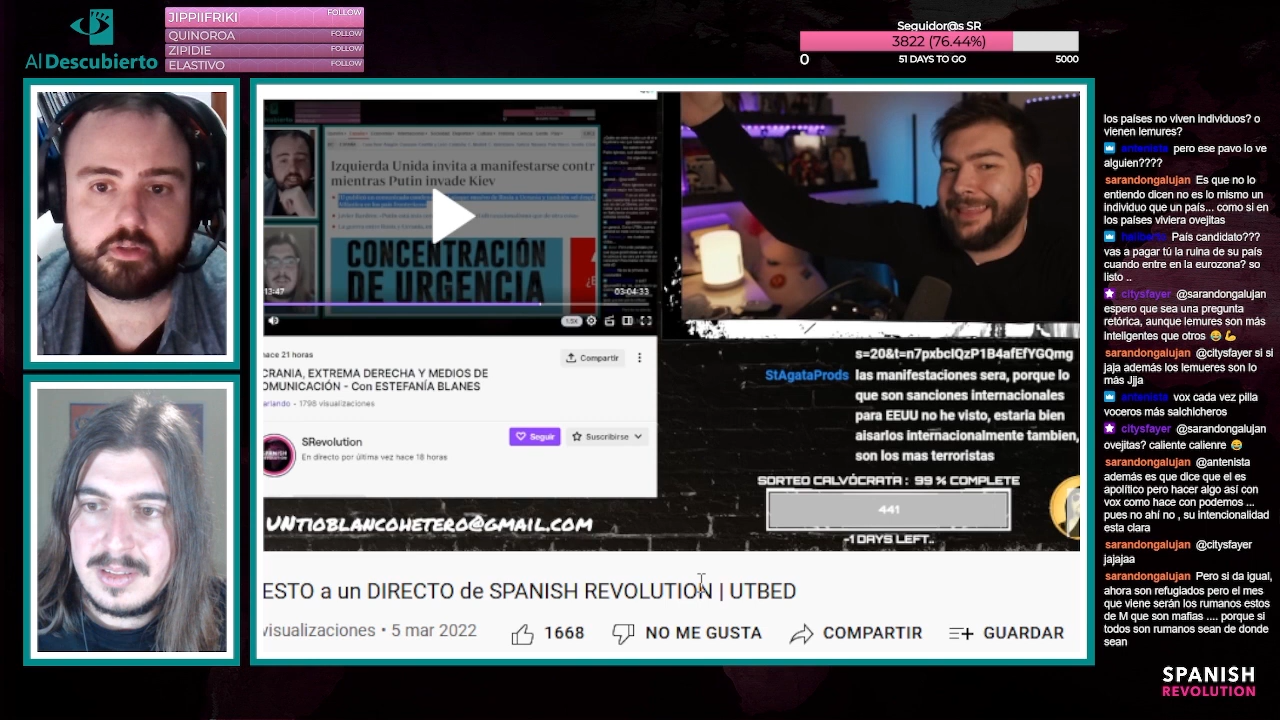 Al Descubierto
JIPPIIFRIKI FOLLOW
QUINOROA FOLLOW
ZIPIDIE FOLLOW
ELASTIVO FOLLOW
Seguidor@s SR
3822 (76.44%)
0 51 DAYS TO GO 5000
Izquierda Unida invita a manifestarse contr
mientras Putin invade Kiev
CENTRACIÓN
DE URGENCIA
13:47 03:04:33
hace 21 horas
Compartir
CRANIA, EXTREMA DERECHA Y MEDIOS DE
OMUNICACIÓN - Con ESTEFANÍA BLANES
arlando • 1798 visualizaciones
SRevolution
En directo por última vez hace 18 horas
Seguir
Suscribirse
UNtioblancohetero@gmail.com
s=20&t=n7pxbcIQzP1B4afEfYGQmg
StAgataProds las manifestaciones sera, porque lo
que son sanciones internacionales
para EEUU no he visto, estaria bien
aisarlos internacionalmente tambien,
son los mas terroristas
SORTEO CALVÓCRATA: 99 % COMPLETE
441
-1 DAYS LEFT..
ESTO a un DIRECTO de SPANISH REVOLUTION | UTBED
visualizaciones • 5 mar 2022
1668
NO ME GUSTA
COMPARTIR
GUARDAR
los países no viven individuos? o
vienen lemures?
antenista pero ese pavo lo ve
alguien????
sarandongalujan Es que no lo
entiendo dice no es lo mismo un
individuo que un país... como si en
los países viviera ovejitas
Pais candidato???
vas a dejarnen la ruina a un país
cuando entran la eurozona? so
listo ..
citysfayer @sarandongalujan
espero que sea una pregunta
retórica, aunque lemures son más
inteligentes que otros
sarandongalujan @citysfayer si je
jaja además los lemueres son lo
más Jjja
antenista vox cada vez pilla
voceros más salchicheros
citysfayer @sarandongalujan
ovejitas? caliente caliente
sarandongalujan @antenista
además es que dice que el es
apolítico pero hacer algo así con
vox como hace con podemos ...
pues no ahí no , su intencionalidad
esta clara
sarandongalujan @citysfayer
jajajaa
sarandongalujan Pero si da igual,
ahora son refugiados pero el mes
que viene serán los rumanos estos
de M que son mafias .... porque si
todos son rumanos sean de donde
sean
SPANISH
REVOLUTION